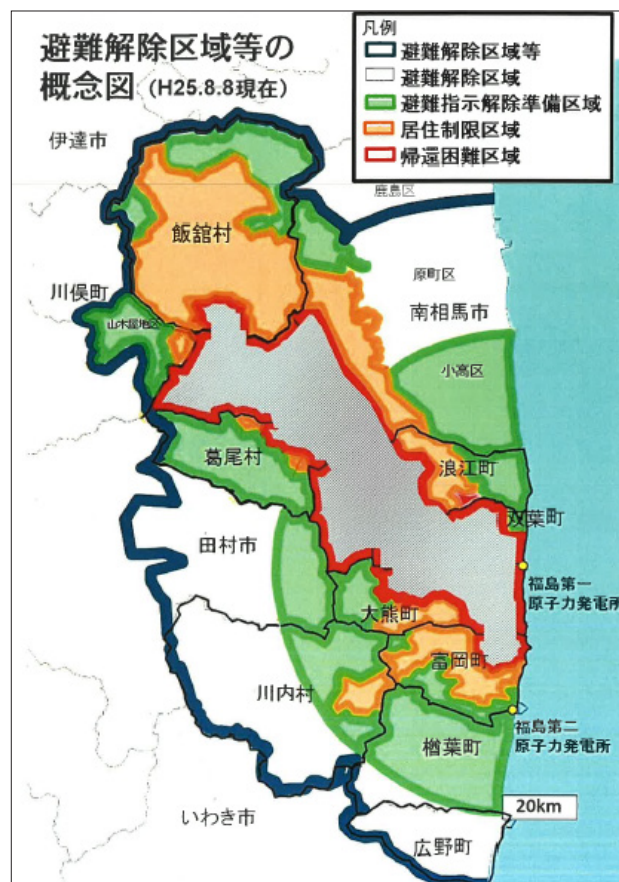 避難解除区域等の
概念図 (H25.8.8現在)
凡例
避難解除区域等
避難解除区域
避難指示解除準備区域
居住制限区域
帰還困難区域
伊達市
鹿島区
飯舘村
原町区
川俣町
南相馬市
山木屋地区
小高区
葛尾村
浪江町
双葉町
田村市
福島第一
原子力発電所
大熊町
富岡町
川内村
福島第二
原子力発電所
楢葉町
20km
いわき市
広野町